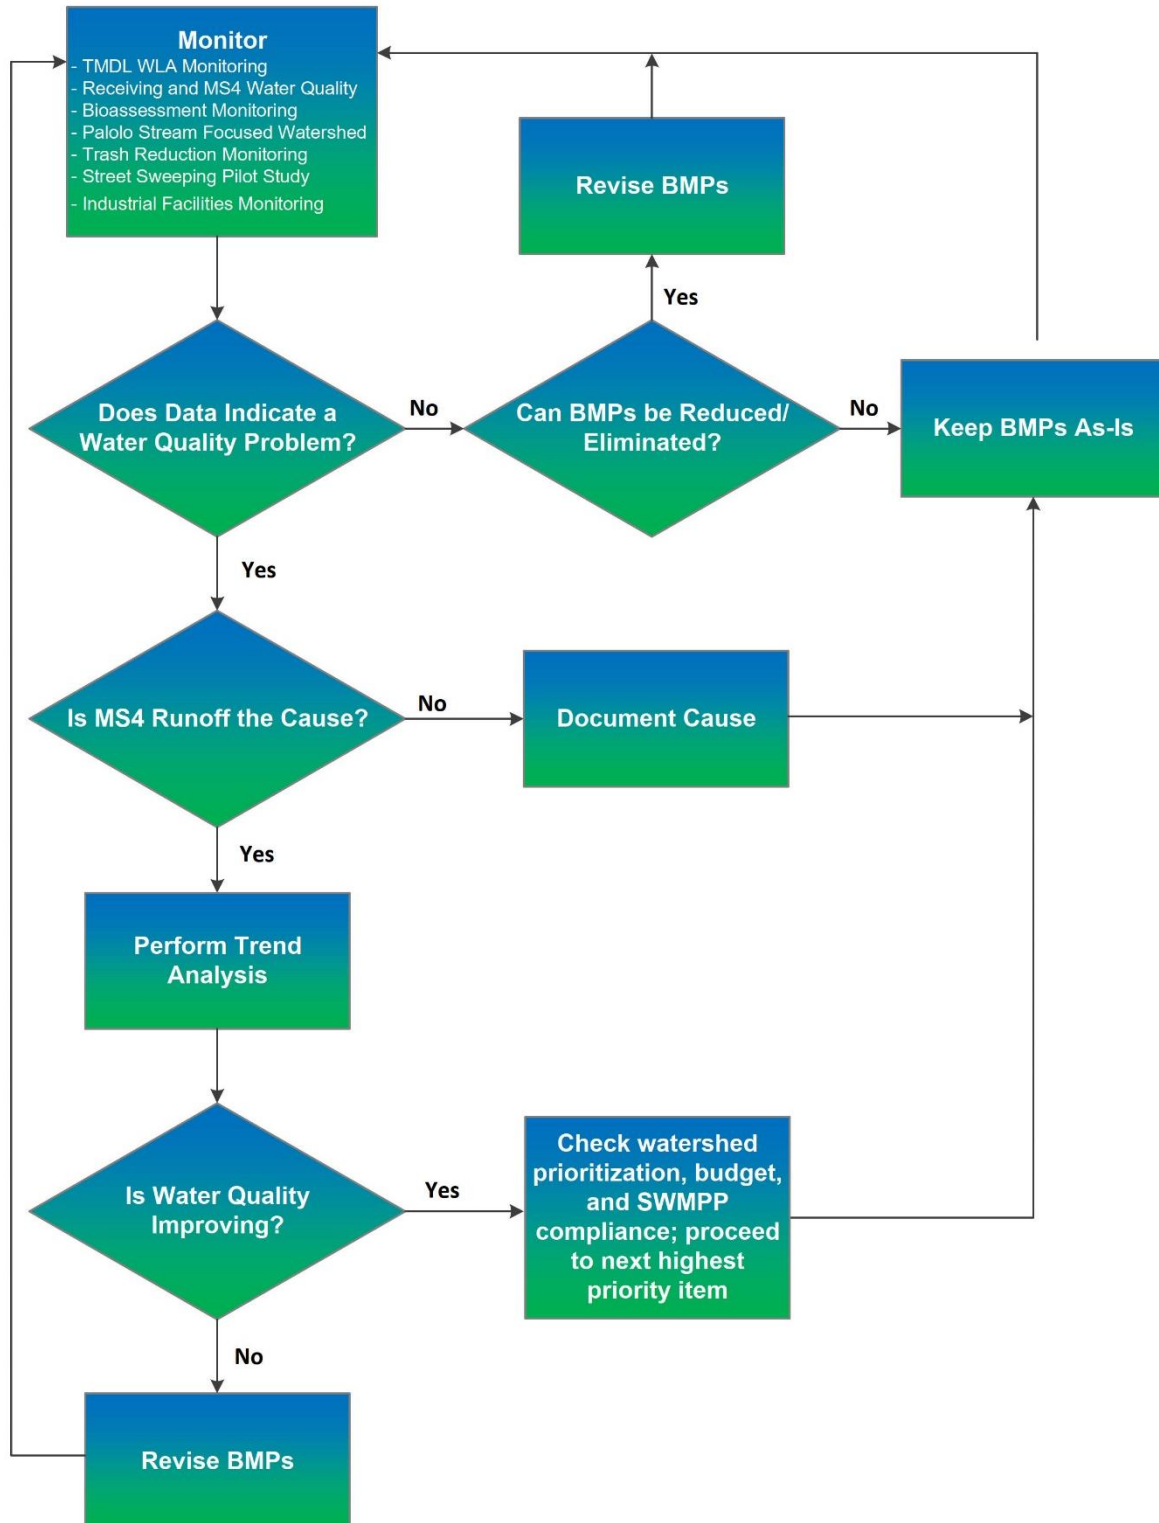 Monitor
- TMDL WLA Monitoring
- Receiving and MS4 Water Quality
- Bioassessment Monitoring
- Palolo Stream Focused Watershed
- Trash Reduction Monitoring
- Street Sweeping Pilot Study
- Industrial Facilities Monitoring
Revise BMPs
Yes
Does Data Indicate a
Water Quality Problem?
No
Can BMPs be Reduced/
Eliminated?
No
Keep BMPs As-Is
Yes
Is MS4 Runoff the Cause?
No
Document Cause
Yes
Perform Trend
Analysis
Is Water Quality
Improving?
Yes
Check watershed
prioritization, budget,
and SWMPP
compliance; proceed
to next highest
priority item
No
Revise BMPs